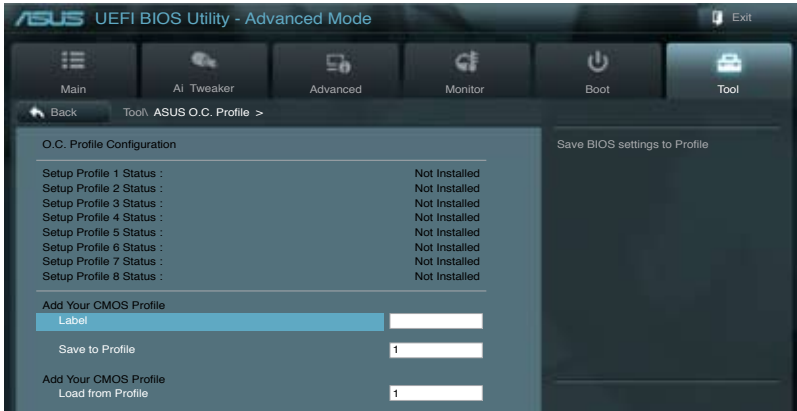 ASUS UEFI BIOS Utility - Advanced Mode Exit
Main Ai Tweaker Advanced Monitor Boot Tool
Back Tool\ ASUS O.C. Profile >
O.C. Profile Configuration
Save BIOS settings to Profile
Setup Profile 1 Status : Not Installed
Setup Profile 2 Status : Not Installed
Setup Profile 3 Status : Not Installed
Setup Profile 4 Status : Not Installed
Setup Profile 5 Status : Not Installed
Setup Profile 6 Status : Not Installed
Setup Profile 7 Status : Not Installed
Setup Profile 8 Status : Not Installed
Add Your CMOS Profile
Label
Save to Profile 1
Add Your CMOS Profile
Load from Profile 1